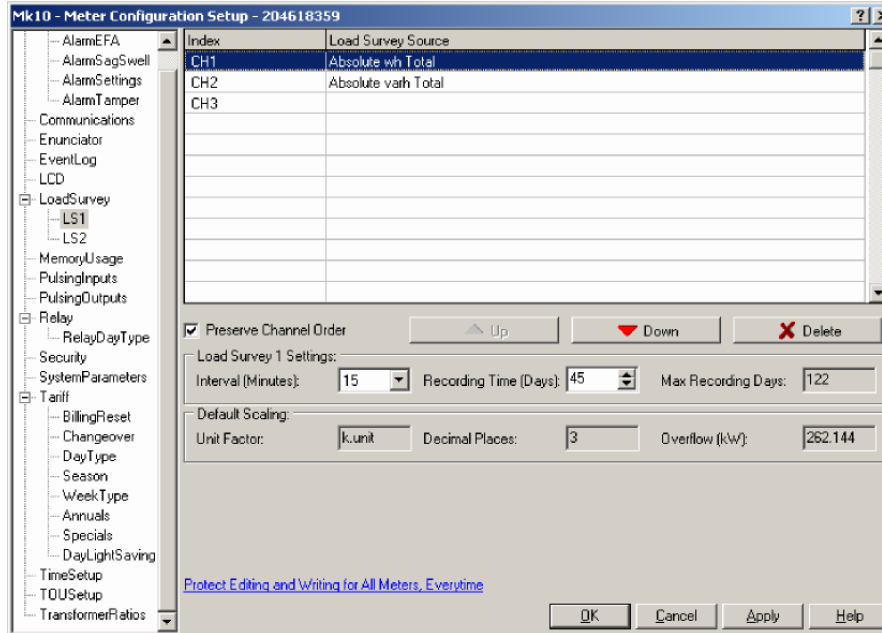 Mk10 - Meter Configuration Setup - 204618359
AlarmEFA
AlarmSagSwell
AlarmSettings
AlarmTamper
Communications
Enunciator
EventLog
LCD
LoadSurvey
LS1
LS2
MemoryUsage
PulsingInputs
PulsingOutputs
Relay
RelayDayType
Security
SystemParameters
Tariff
BillingReset
Changeover
DayType
Season
WeekType
Annuals
Specials
DayLightSaving
TimeSetup
TOUSetup
TransformerRatios
Index Load Survey Source
CH1 Absolute wh Total
CH2 Absolute varh Total
CH3
Preserve Channel Order Up Down Delete
Load Survey 1 Settings:
Interval (Minutes): 15 Recording Time (Days): 45 Max Recording Days: 122
Default Scaling:
Unit Factor: k.unit Decimal Places: 3 Overflow (kW): 262.144
Protect Editing and Writing for All Meters, Everytime
OK Cancel Apply Help